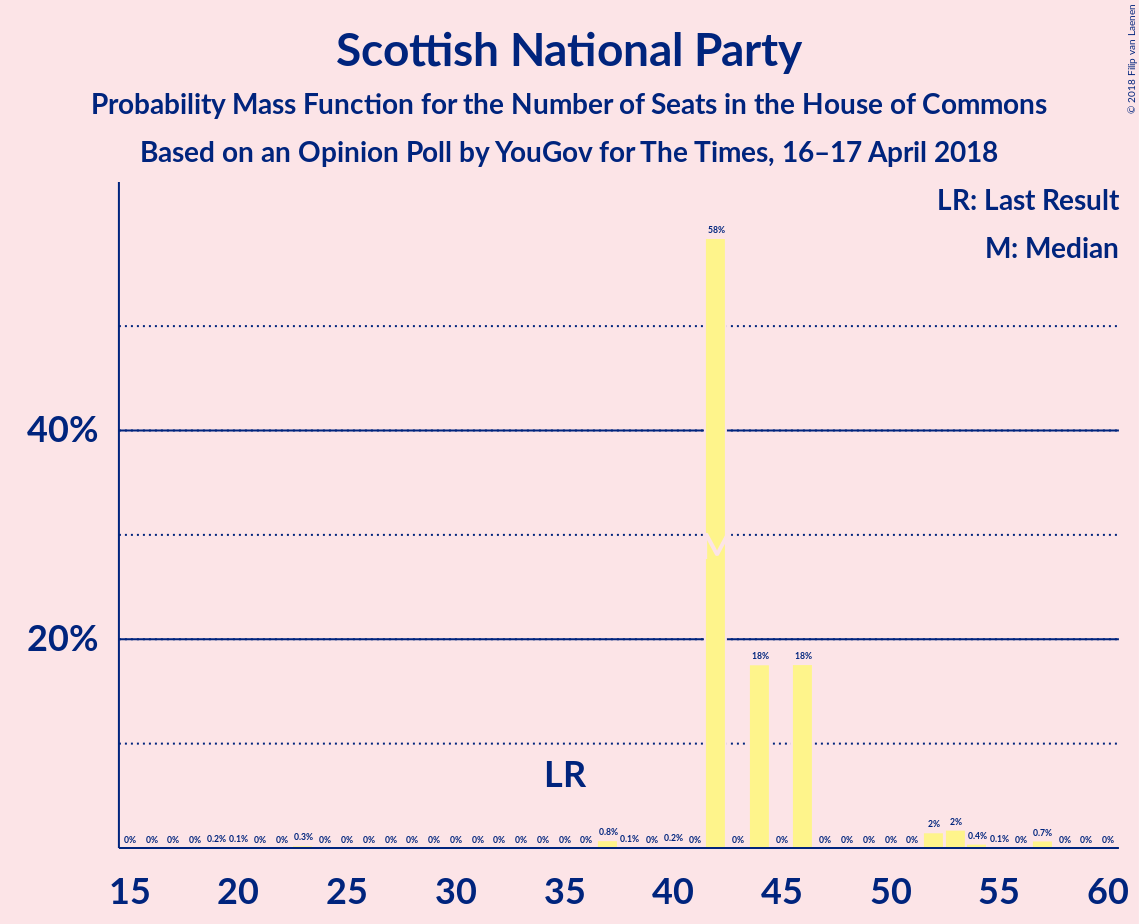 © 2018 Filip van Laenen
Scottish National Party
Probability Mass Function for the Number of Seats in the House of Commons
Based on an Opinion Poll by YouGov for The Times, 16–17 April 2018
LR: Last Result
M: Median
58%
40%
20%
18% 18%
LR
0% 0% 0% 0% 0.2% 0.1% 0% 0% 0.3% 0% 0% 0% 0% 0% 0% 0% 0% 0% 0% 0% 0% 0% 0.8% 0.1% 0% 0.2% 0% 0% 0% 0% 0% 0% 0% 0% 2% 2% 0.4% 0.1% 0% 0.7% 0% 0% 0%
15 20 25 30 35 40 45 50 55 60